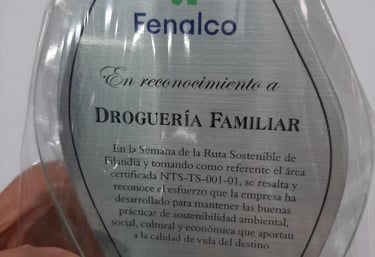 Fenalco
En reconocimiento a
DROGUERÍA FAMILIAR
En la Semana de la Ruta Sostenible de
Filandia y tomando como referente el área
certificada NTS-TS-001-01, se resalta y
reconoce el esfuerzo que la empresa ha
desarrollado para mantener las buenas
prácticas de sostenibilidad ambiental,
social, cultural y económica que aportan
a la calidad de vida del destino